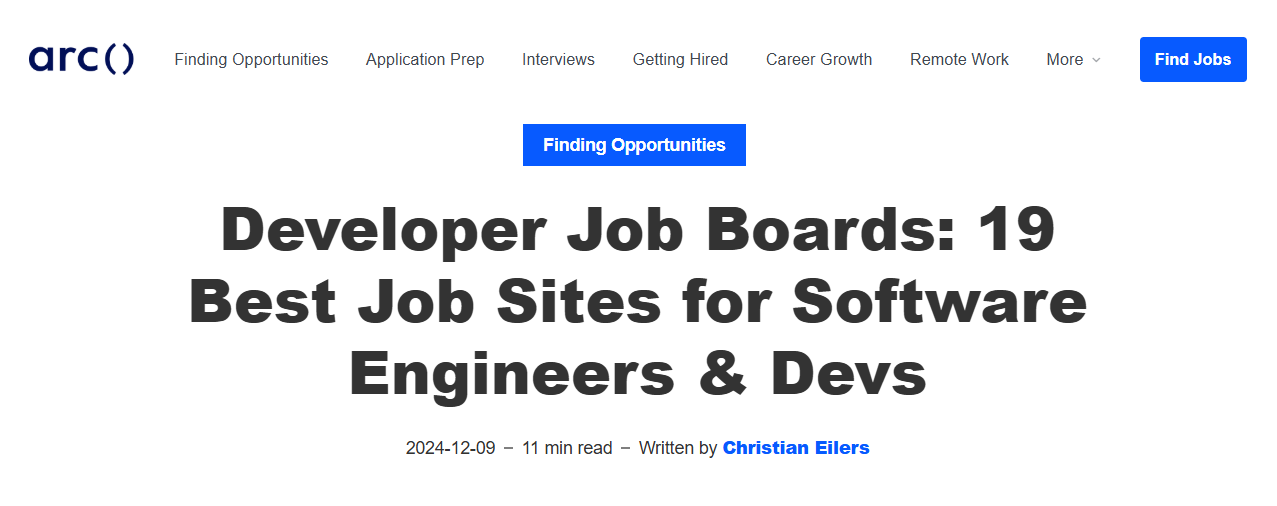 arc()
Finding Opportunities
Application Prep
Interviews
Getting Hired
Career Growth
Remote Work
More
Find Jobs
Finding Opportunities
Developer Job Boards: 19
Best Job Sites for Software
Engineers & Devs
2024-12-09 – 11 min read – Written by Christian Eilers